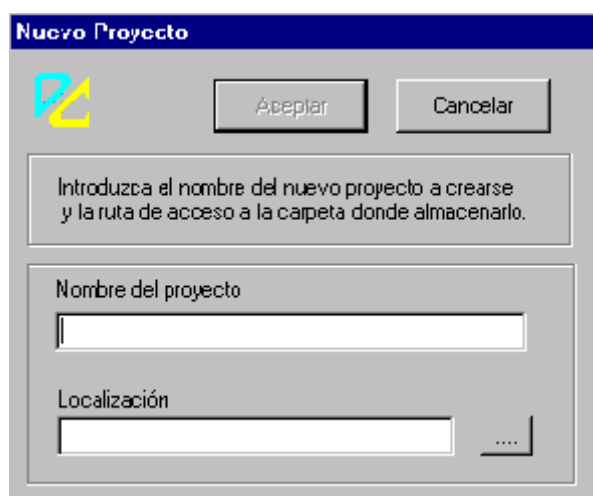 Nuevo Proyecto
Aceptar
Cancelar
Introduzca el nombre del nuevo proyecto a crearse
y la ruta de acceso a la carpeta donde almacenarlo.
Nombre del proyecto
Localización
....